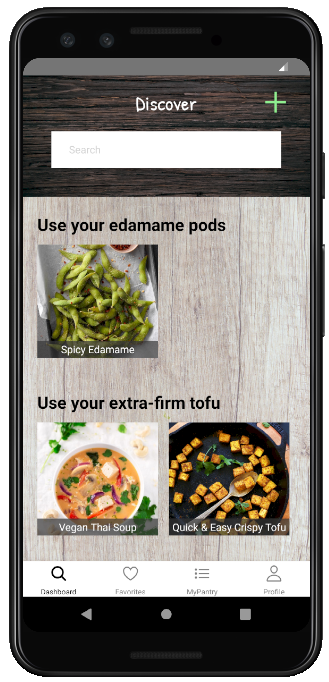 Discover
Search
Use your edamame pods
Spicy Edamame
Use your extra-firm tofu
Vegan Thai Soup
Quick & Easy Crispy Tofu
Dashboard
Favorites
MyPantry
Profile